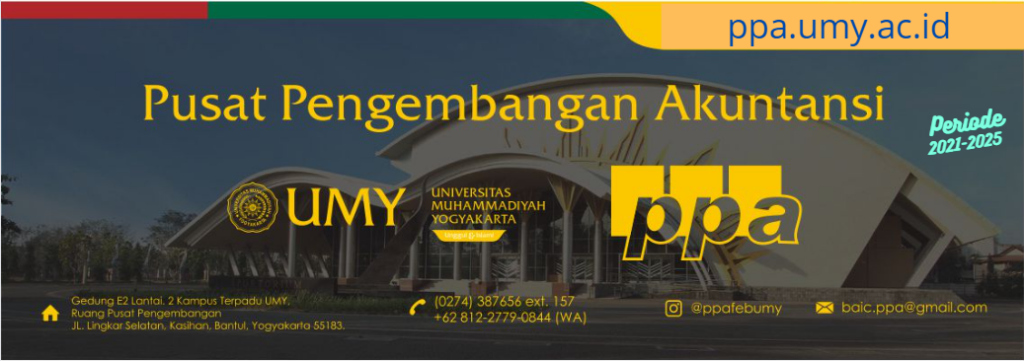 ppa.umy.ac.id
Pusat Pengembangan Akuntansi
Periode
2021-2025
UMY
UNIVERSITAS
MUHAMMADIYAH
YOGYAKARTA
Unggul & Islami
ppa
Gedung E2 Lantai. 2 Kampus Terpadu UMY,
Ruang Pusat Pengembangan
JL. Lingkar Selatan, Kasihan, Bantul, Yogyakarta 55183.
(0274) 387656 ext. 157
+62 812-2779-0844 (WA)
@ppafebumy
baic.ppa@gmail.com